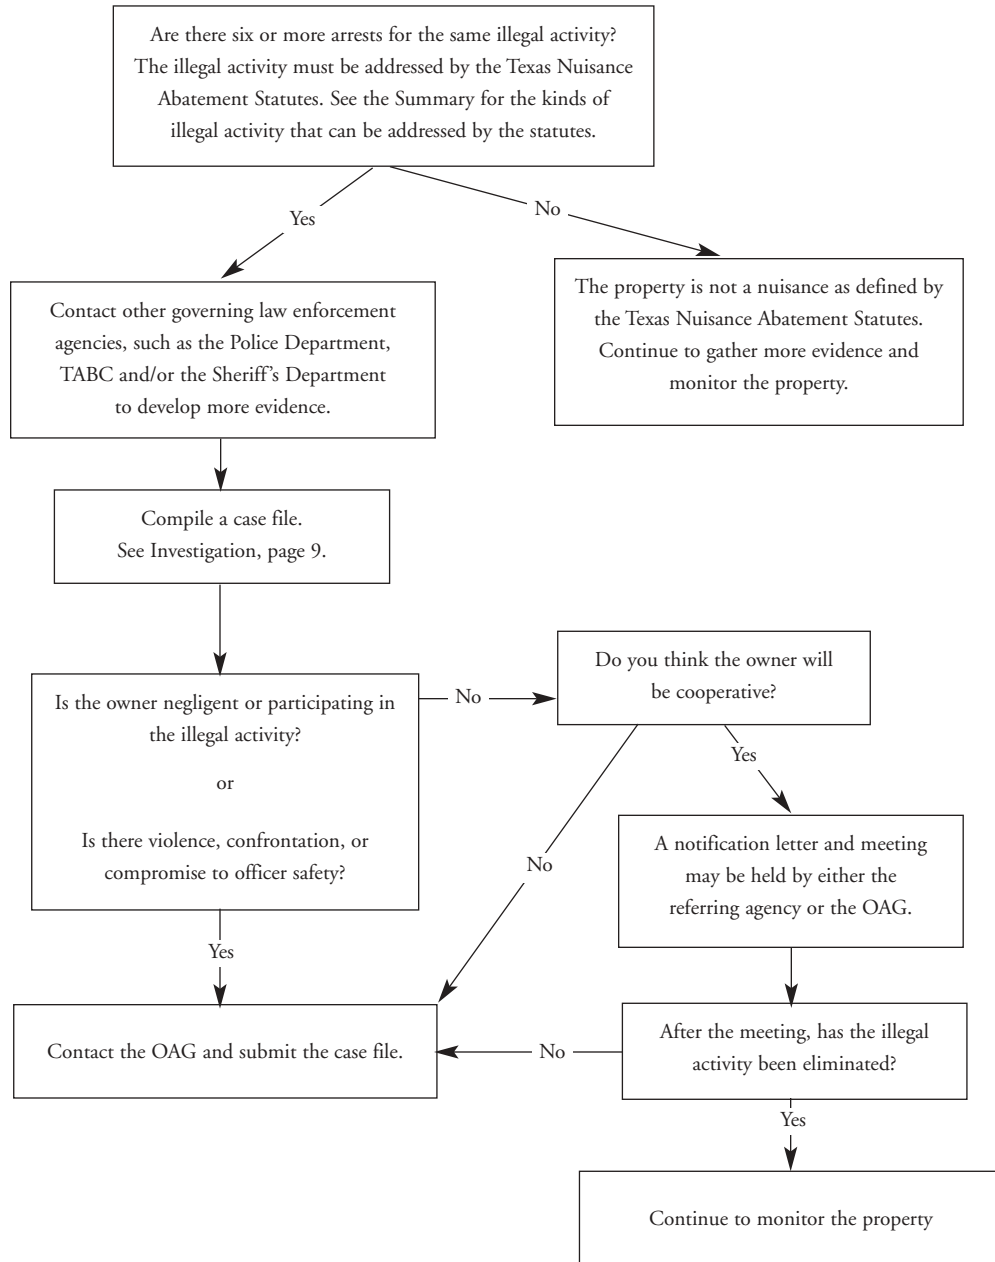 Are there six or more arrests for the same illegal activity?
The illegal activity must be addressed by the Texas Nuisance
Abatement Statutes. See the Summary for the kinds of
illegal activity that can be addressed by the statutes.
Yes
No
Contact other governing law enforcement
agencies, such as the Police Department,
TABC and/or the Sheriff's Department
to develop more evidence.
The property is not a nuisance as defined by
the Texas Nuisance Abatement Statutes.
Continue to gather more evidence and
monitor the property.
Compile a case file.
See Investigation, page 9.
Is the owner negligent or participating in
the illegal activity?
or
Is there violence, confrontation, or
compromise to officer safety?
No
Do you think the owner will
be cooperative?
Yes
No
A notification letter and meeting
may be held by either the
referring agency or the OAG.
Yes
Contact the OAG and submit the case file.
No
After the meeting, has the illegal
activity been eliminated?
Yes
Continue to monitor the property